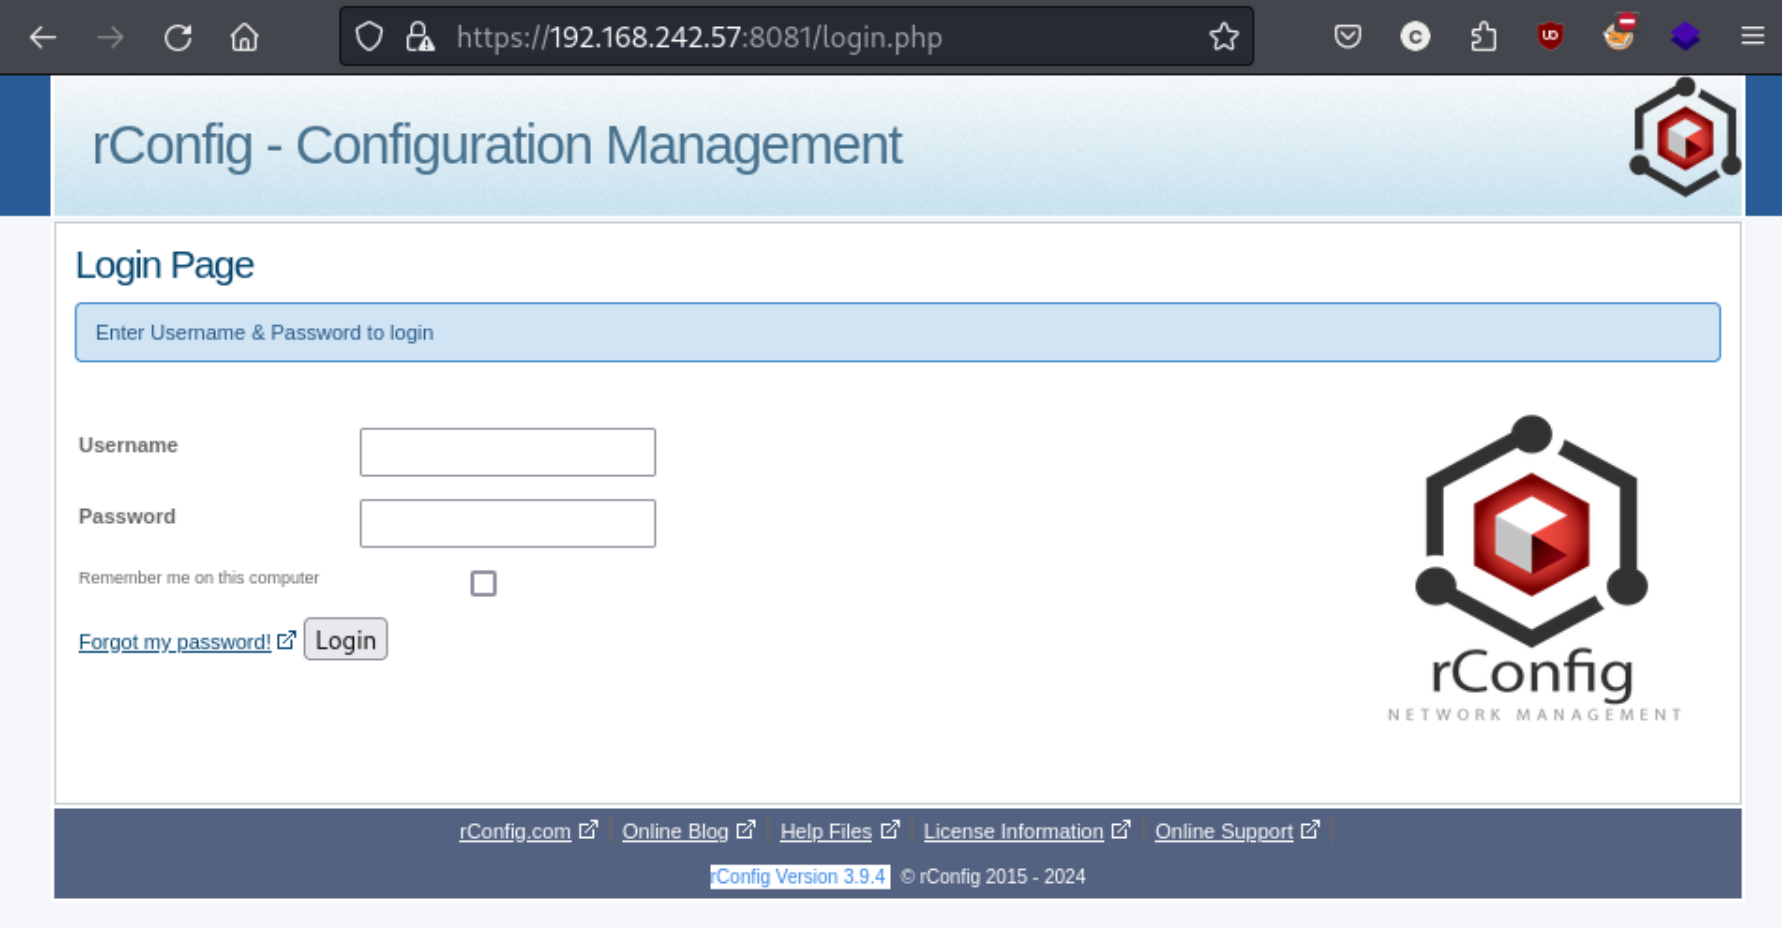 https://192.168.242.57:8081/login.php
rConfig - Configuration Management
Login Page
Enter Username & Password to login
Username
Password
Remember me on this computer
Forgot my password! Login
rConfig
NETWORK MANAGEMENT
rConfig.com Online Blog Help Files License Information Online Support
rConfig Version 3.9.4 © rConfig 2015 - 2024